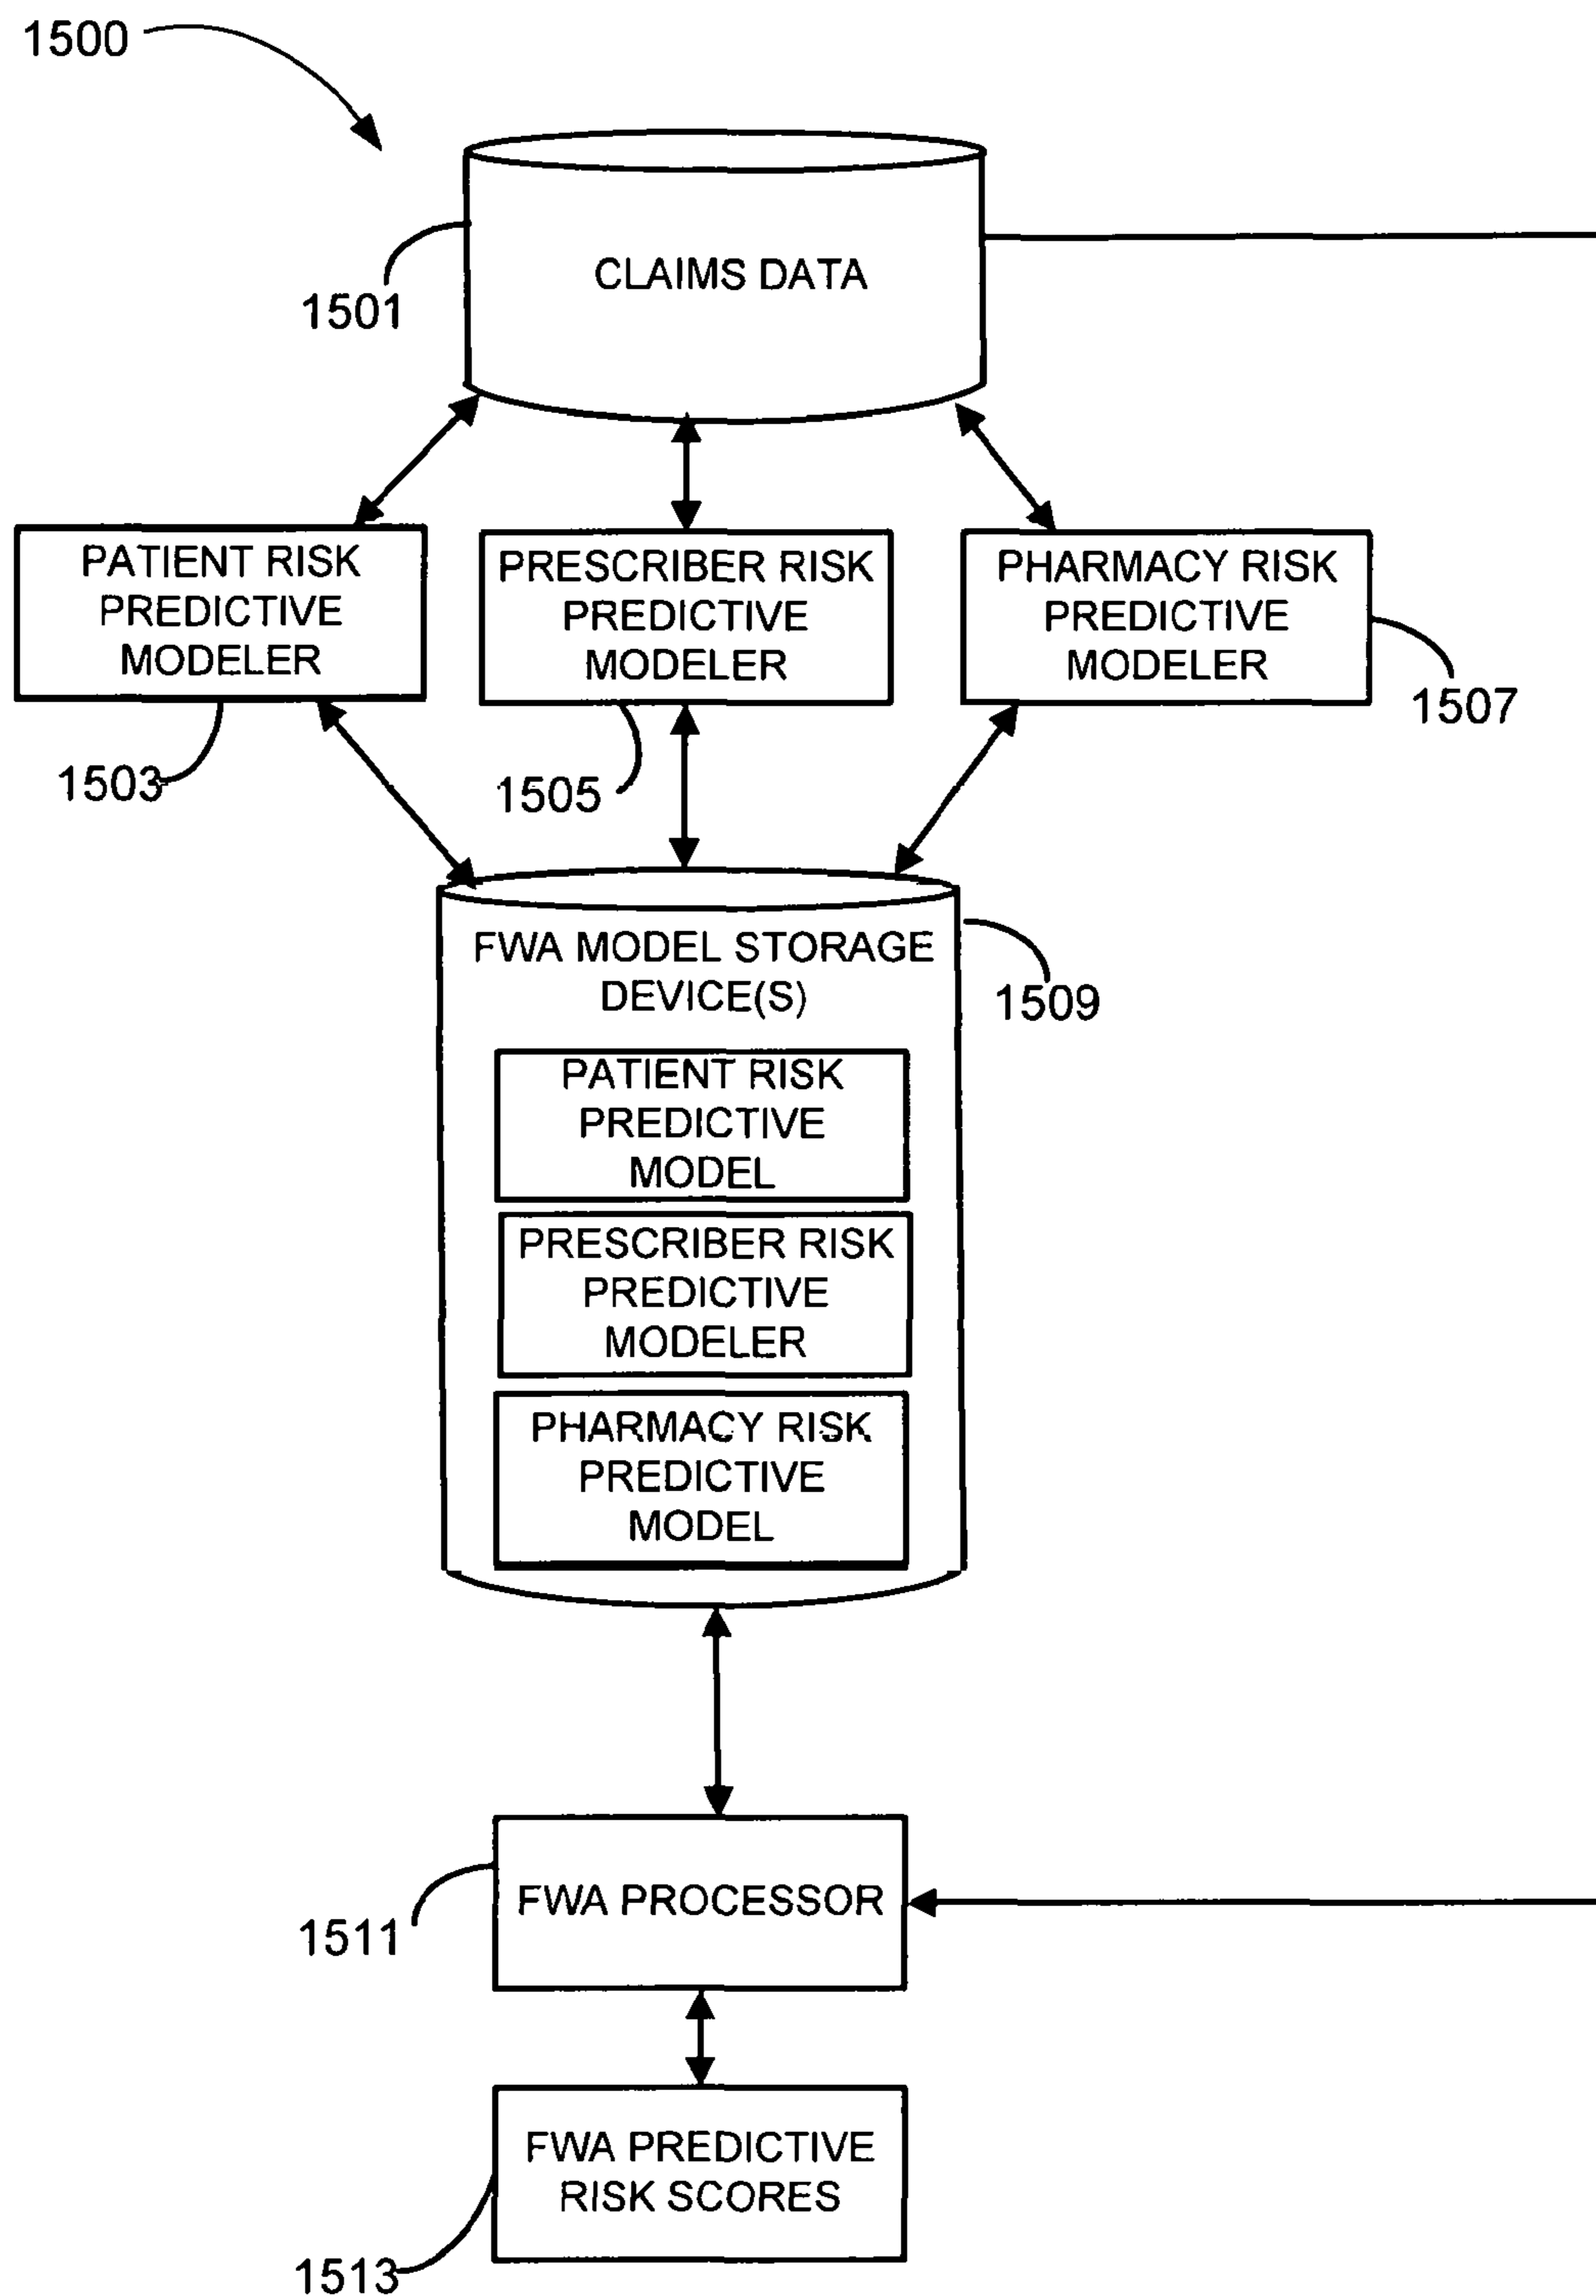 1500
CLAIMS DATA
1501
PATIENT RISK
PREDICTIVE
MODELER
PRESCRIBER RISK
PREDICTIVE
MODELER
PHARMACY RISK
PREDICTIVE
MODELER
1507
1503
1505
FWA MODEL STORAGE
DEVICE(S)
1509
PATIENT RISK
PREDICTIVE
MODEL
PRESCRIBER RISK
PREDICTIVE
MODELER
PHARMACY RISK
PREDICTIVE
MODEL
FWA PROCESSOR
1511
FWA PREDICTIVE
RISK SCORES
1513